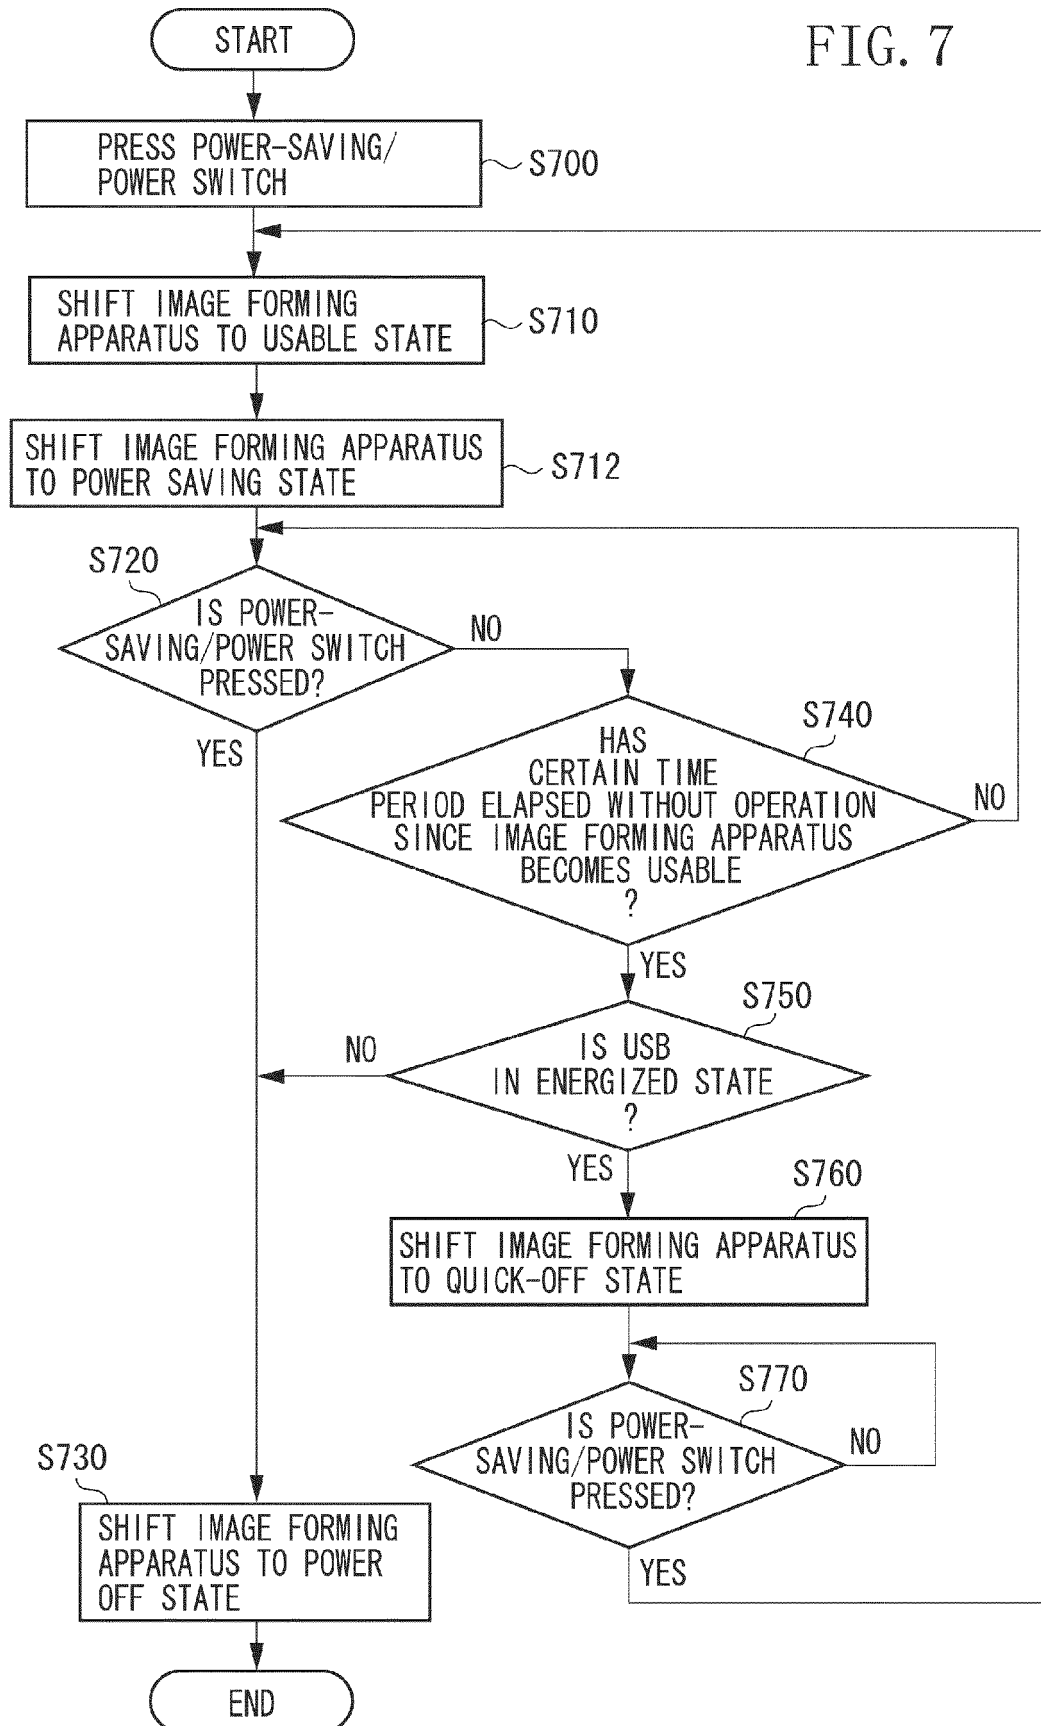 FIG. 7
START
PRESS POWER-SAVING/
POWER SWITCH
S700
SHIFT IMAGE FORMING
APPARATUS TO USABLE STATE
S710
SHIFT IMAGE FORMING APPARATUS
TO POWER SAVING STATE
S712
S720
IS POWER-
SAVING/POWER SWITCH
PRESSED?
NO
YES
S740
HAS
CERTAIN TIME
PERIOD ELAPSED WITHOUT OPERATION
SINCE IMAGE FORMING APPARATUS
BECOMES USABLE
?
NO
YES
S750
IS USB
IN ENERGIZED STATE
?
NO
YES
S760
SHIFT IMAGE FORMING APPARATUS
TO QUICK-OFF STATE
S770
IS POWER-
SAVING/POWER SWITCH
PRESSED?
NO
YES
S730
SHIFT IMAGE FORMING
APPARATUS TO POWER
OFF STATE
END